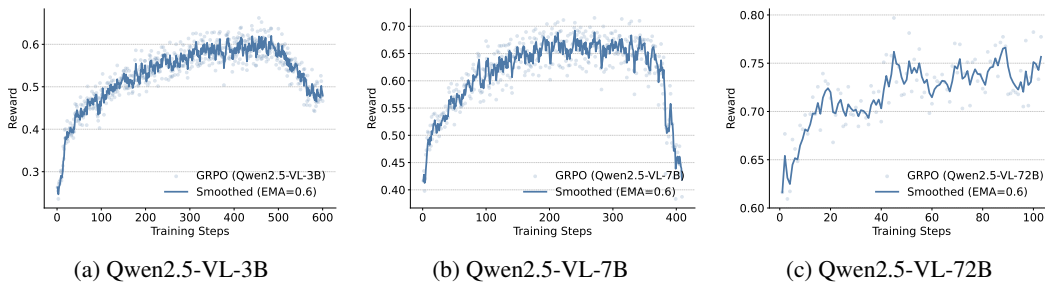 0.6
0.5
0.4
0.3
Reward
GRPO (Qwen2.5-VL-3B)
Smoothed (EMA=0.6)
0 100 200 300 400 500 600
Training Steps
(a) Qwen2.5-VL-3B
0.70
0.65
0.60
0.55
0.50
0.45
0.40
Reward
GRPO (Qwen2.5-VL-7B)
Smoothed (EMA=0.6)
0 100 200 300 400
Training Steps
(b) Qwen2.5-VL-7B
0.80
0.75
0.70
0.65
0.60
Reward
GRPO (Qwen2.5-VL-72B)
Smoothed (EMA=0.6)
0 20 40 60 80 100
Training Steps
(c) Qwen2.5-VL-72B